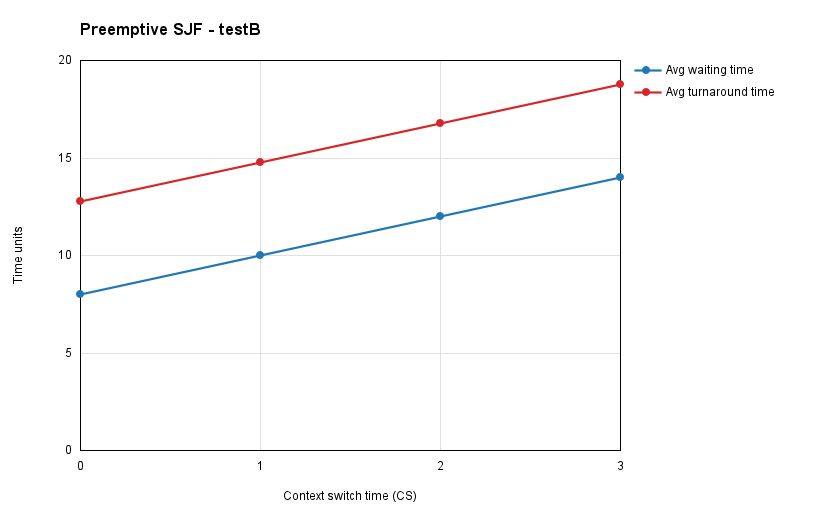 Preemptive SJF - testB
20
15
10
5
0
Time units
0 1 2 3
Context switch time (CS)
Avg waiting time
Avg turnaround time